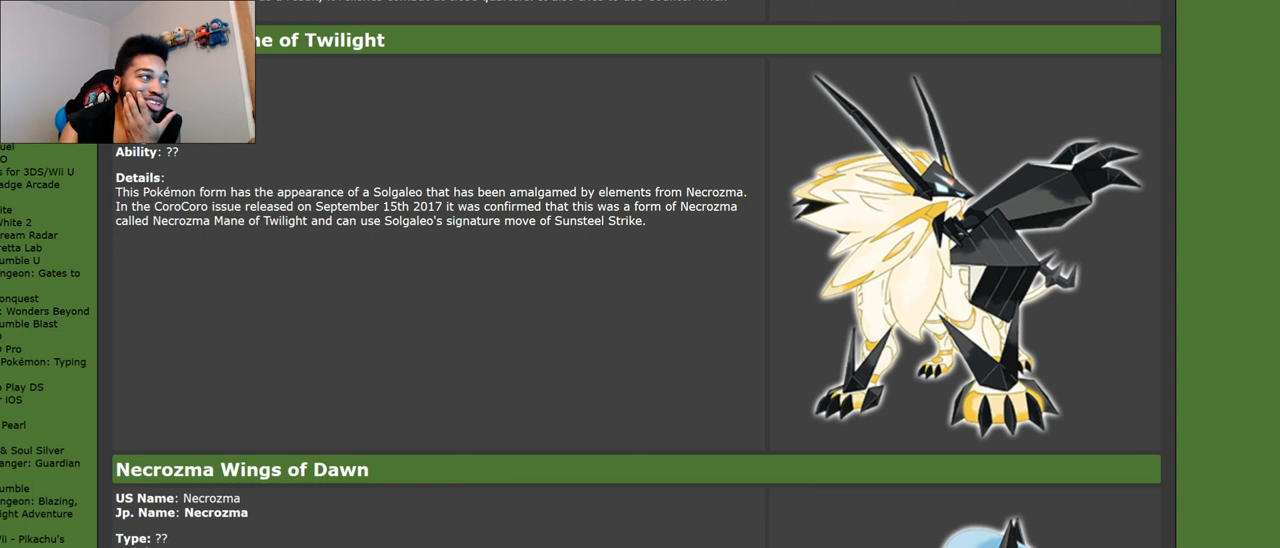 ne of Twilight
Ability: ??
Details:
This Pokémon form has the appearance of a Solgaleo that has been amalgamed by elements from Necrozma.
In the CoroCoro issue released on September 15th 2017 it was confirmed that this was a form of Necrozma
called Necrozma Mane of Twilight and can use Solgaleo's signature move of Sunsteel Strike.
Necrozma Wings of Dawn
US Name: Necrozma
Jp. Name: Necrozma
Type: ??
uel
O
s for 3DS/Wii U
adge Arcade
ite
White 2
ream Radar
retta Lab
umble U
ngeon: Gates to
onquest
: Wonders Beyond
umble Blast
O Pro
Pokémon: Typing
o Play DS
r iOS
Pearl
& Soul Silver
anger: Guardian
umble
ngeon: Blazing,
ight Adventure
Vii - Pikachu's